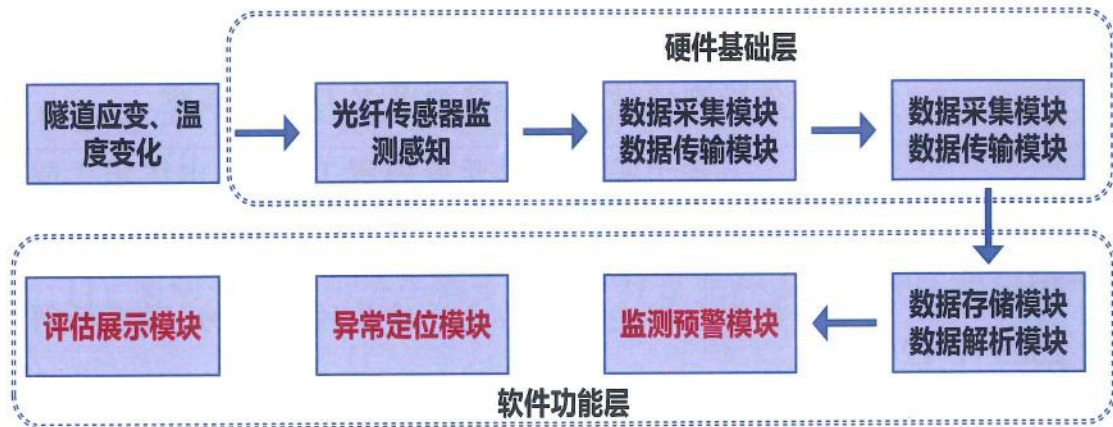 硬件基础层
隧道应变、温
度变化
光纤传感器监
测感知
数据采集模块
数据传输模块
数据采集模块
数据传输模块
评估展示模块
异常定位模块
监测预警模块
数据存储模块
数据解析模块
软件功能层